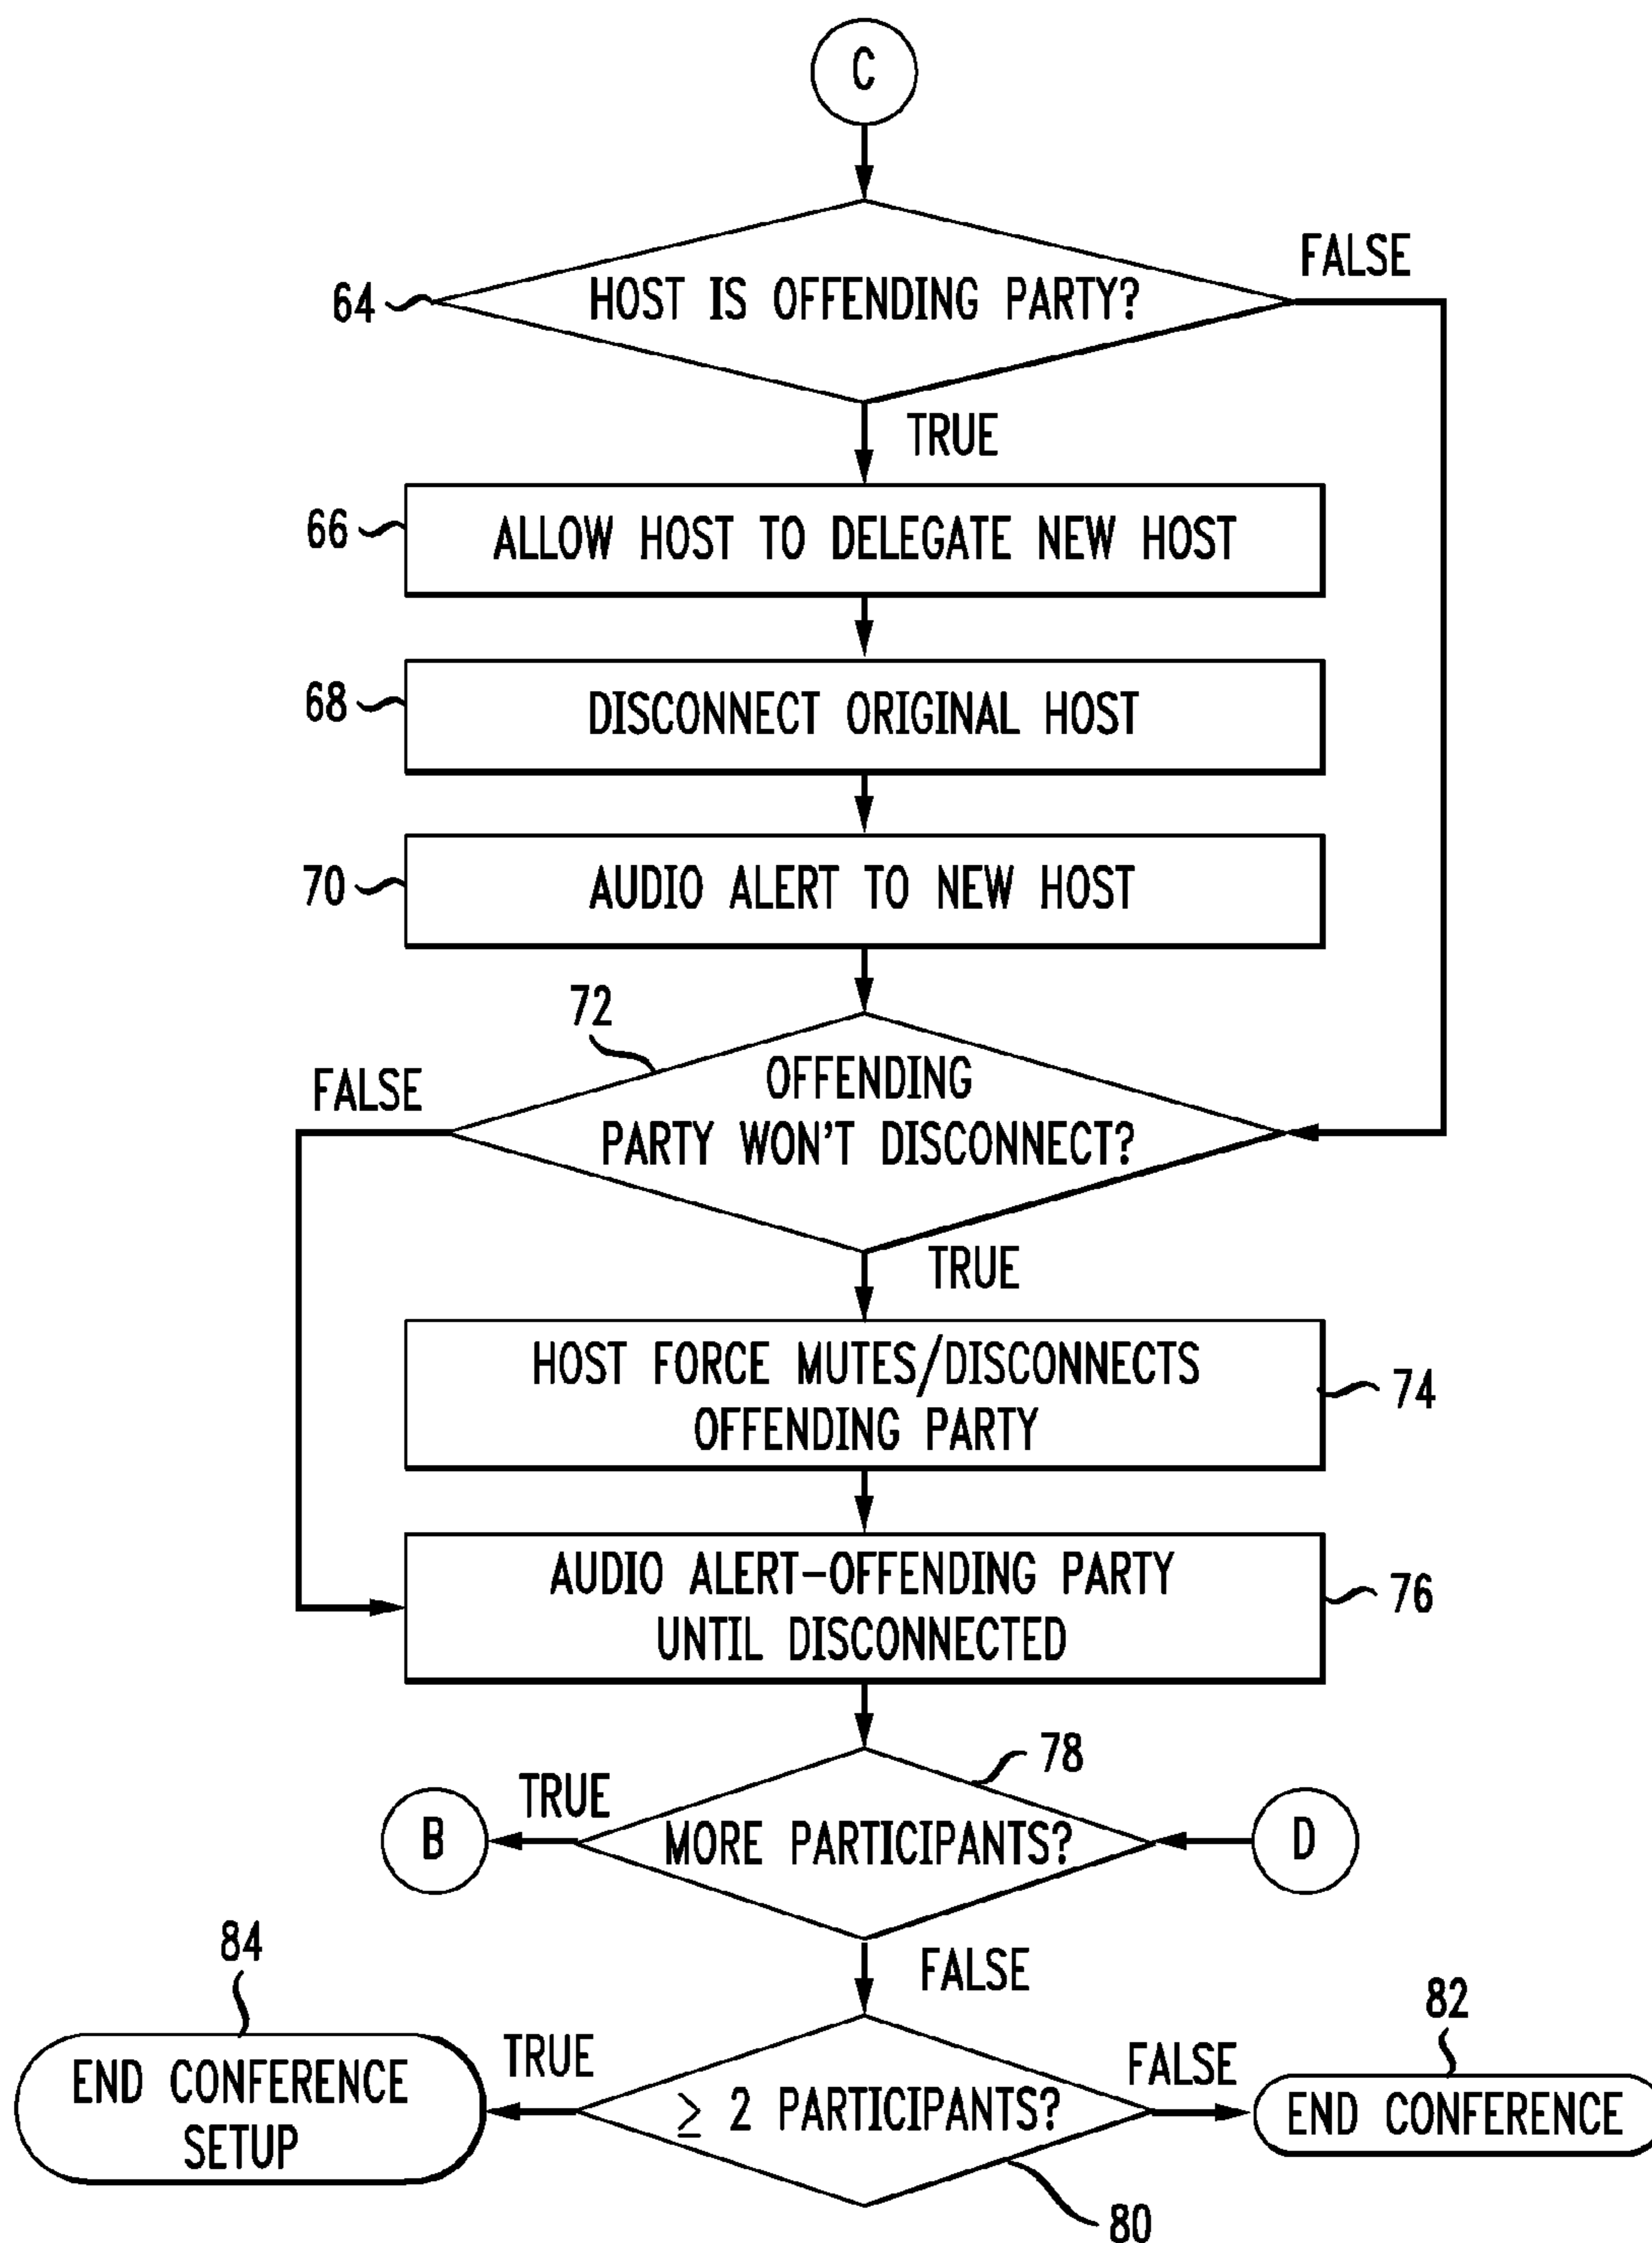 C
FALSE
64
HOST IS OFFENDING PARTY?
TRUE
66
ALLOW HOST TO DELEGATE NEW HOST
68
DISCONNECT ORIGINAL HOST
70
AUDIO ALERT TO NEW HOST
72
FALSE
OFFENDING
PARTY WON'T DISCONNECT?
TRUE
HOST FORCE MUTES/DISCONNECTS
OFFENDING PARTY
74
AUDIO ALERT-OFFENDING PARTY
UNTIL DISCONNECTED
76
78
TRUE
B
MORE PARTICIPANTS?
D
84
FALSE
82
TRUE
FALSE
END CONFERENCE
SETUP
≥ 2 PARTICIPANTS?
END CONFERENCE
80